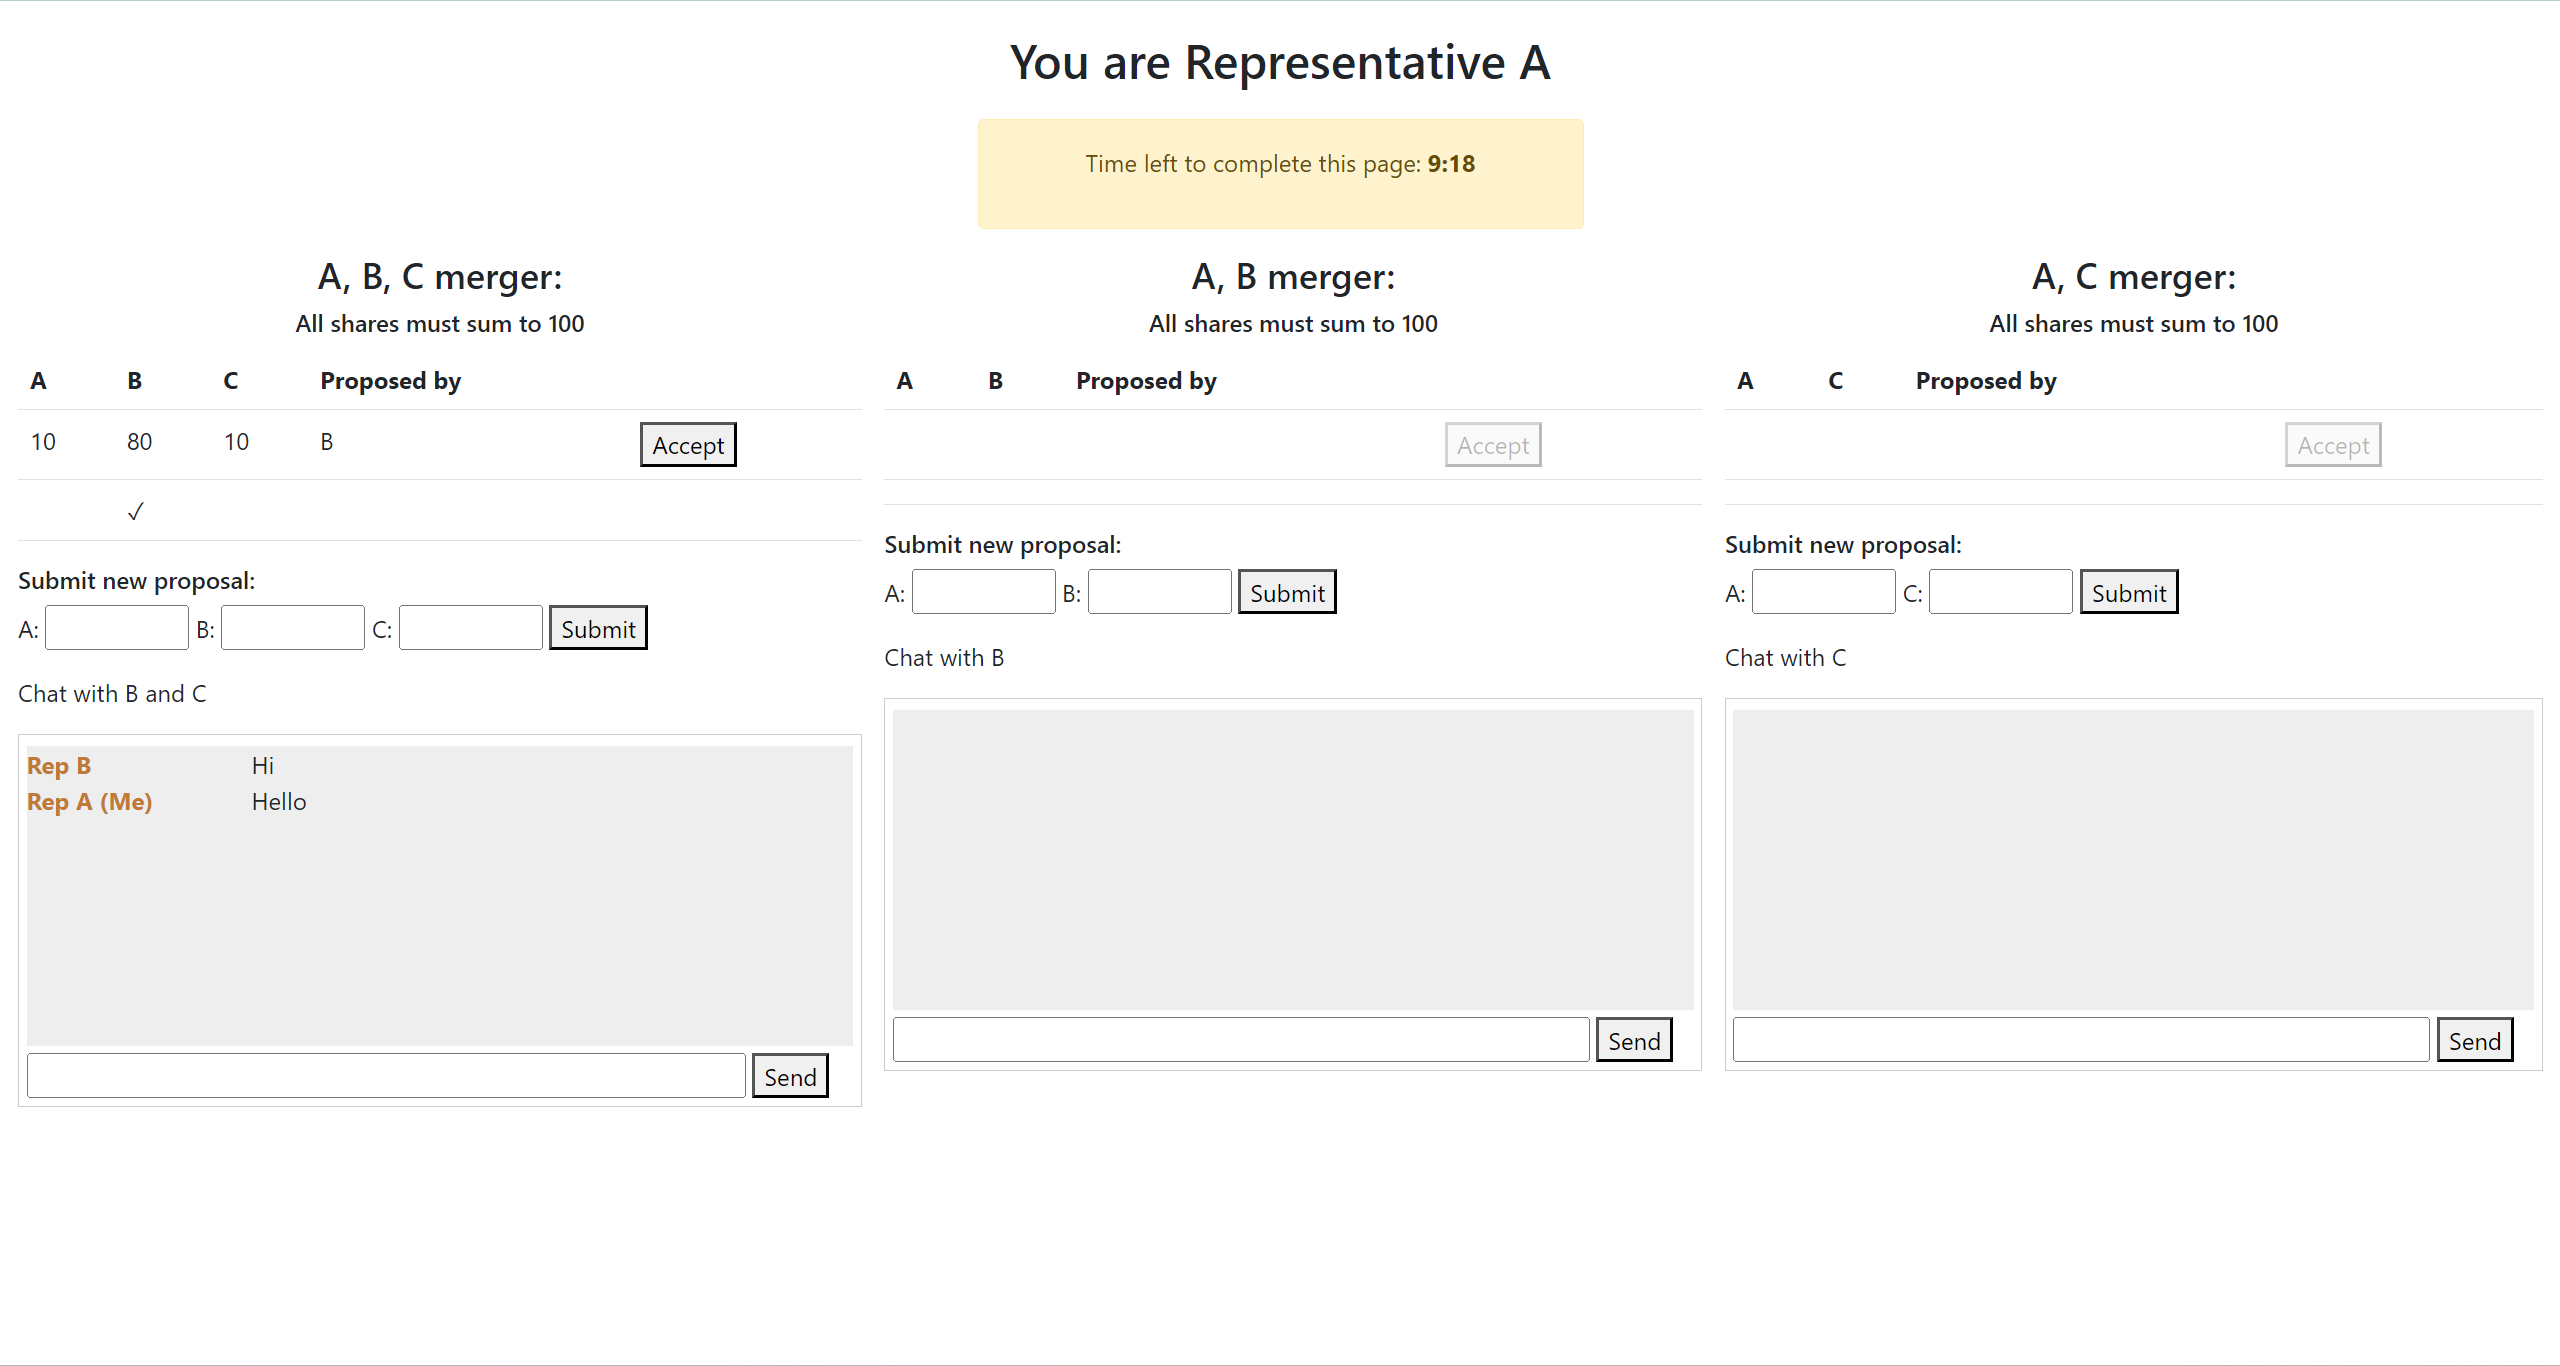 You are Representative A
Time left to complete this page: 9:18
A, B, C merger:
All shares must sum to 100
A B C Proposed by
10 80 10 B Accept
✓
Submit new proposal:
A: B: C: Submit
Chat with B and C
Rep B Hi
Rep A (Me) Hello
Send
A, B merger:
All shares must sum to 100
A B Proposed by
Accept
Submit new proposal:
A: B: Submit
Chat with B
Send
A, C merger:
All shares must sum to 100
A C Proposed by
Accept
Submit new proposal:
A: C: Submit
Chat with C
Send